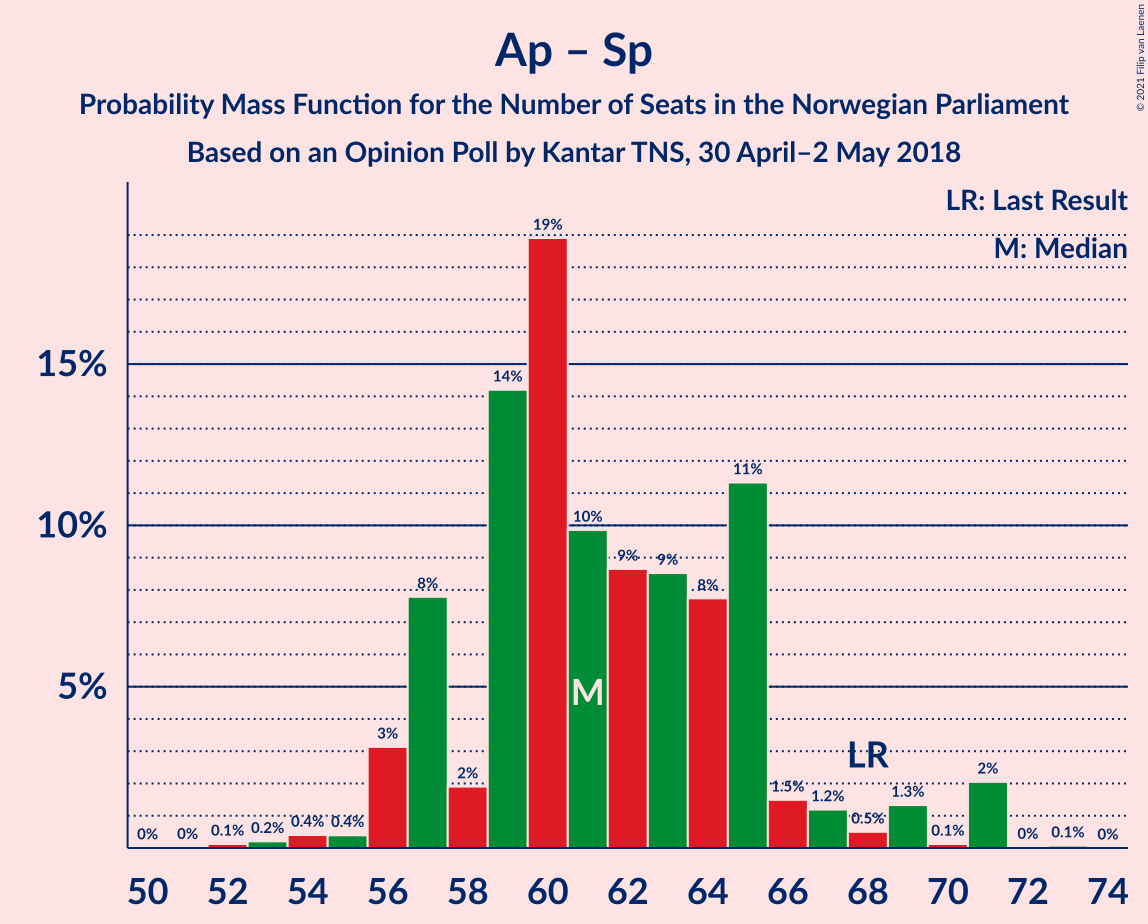 © 2021 Filip van Laenen
Ap – Sp
Probability Mass Function for the Number of Seats in the Norwegian Parliament
Based on an Opinion Poll by Kantar TNS, 30 April–2 May 2018
LR: Last Result
M: Median
15%
10%
5%
0% 0% 0.1% 0.2% 0.4% 0.4% 3% 8% 2% 14% 19% 10% 9% 9% 8% 11% 1.5% 1.2% 0.5% 1.3% 0.1% 2% 0% 0.1% 0%
M
LR
50 52 54 56 58 60 62 64 66 68 70 72 74